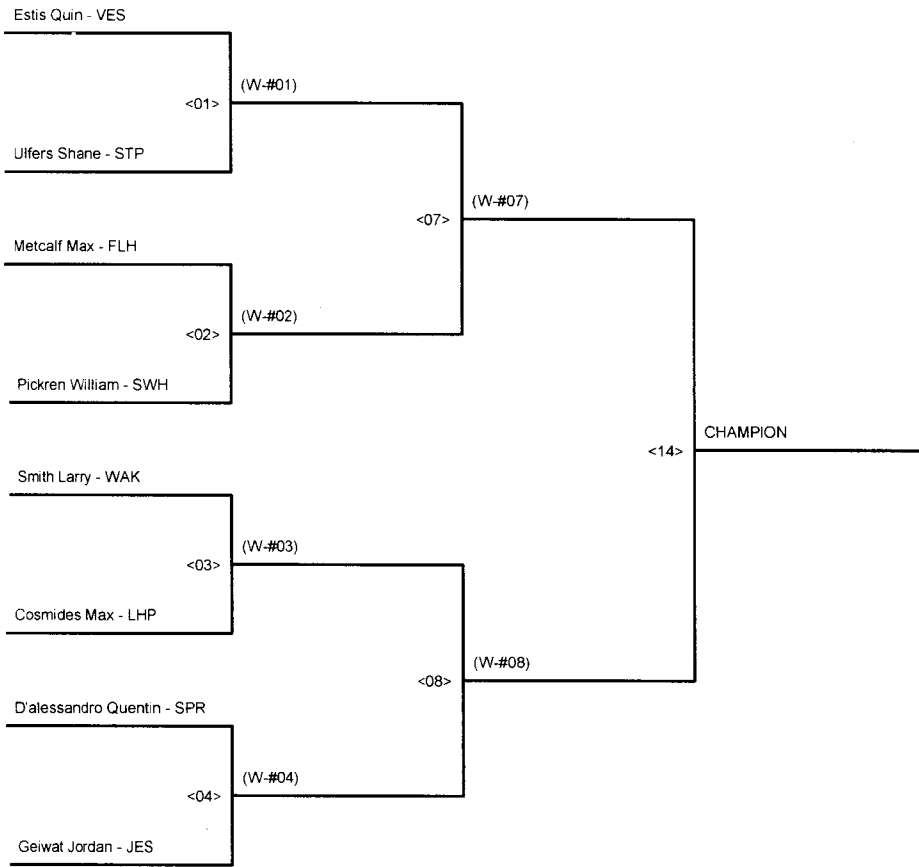 Estis Quin - VES
(W-#01)
<01>
Ulfers Shane - STP
(W-#07)
<07>
Metcalf Max - FLH
(W-#02)
<02>
Pickren William - SWH
CHAMPION
<14>
Smith Larry - WAK
(W-#03)
<03>
Cosmides Max - LHP
(W-#08)
<08>
D'alessandro Quentin - SPR
(W-#04)
<04>
Geiwat Jordan - JES